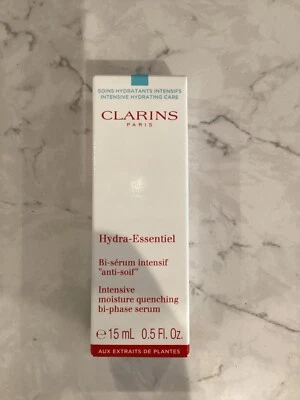 SOINS HYDRATANTS INTENSIFS
INTENSIVE HYDRATING CARE
CLARINS
PARIS
Hydra-Essentiel
Bi-sérum intensif
"anti-soif"
Intensive
moisture quenching
bi-phase serum
℮ 15 mL 0.5 Fl. Oz.
AUX EXTRAITS DE PLANTES